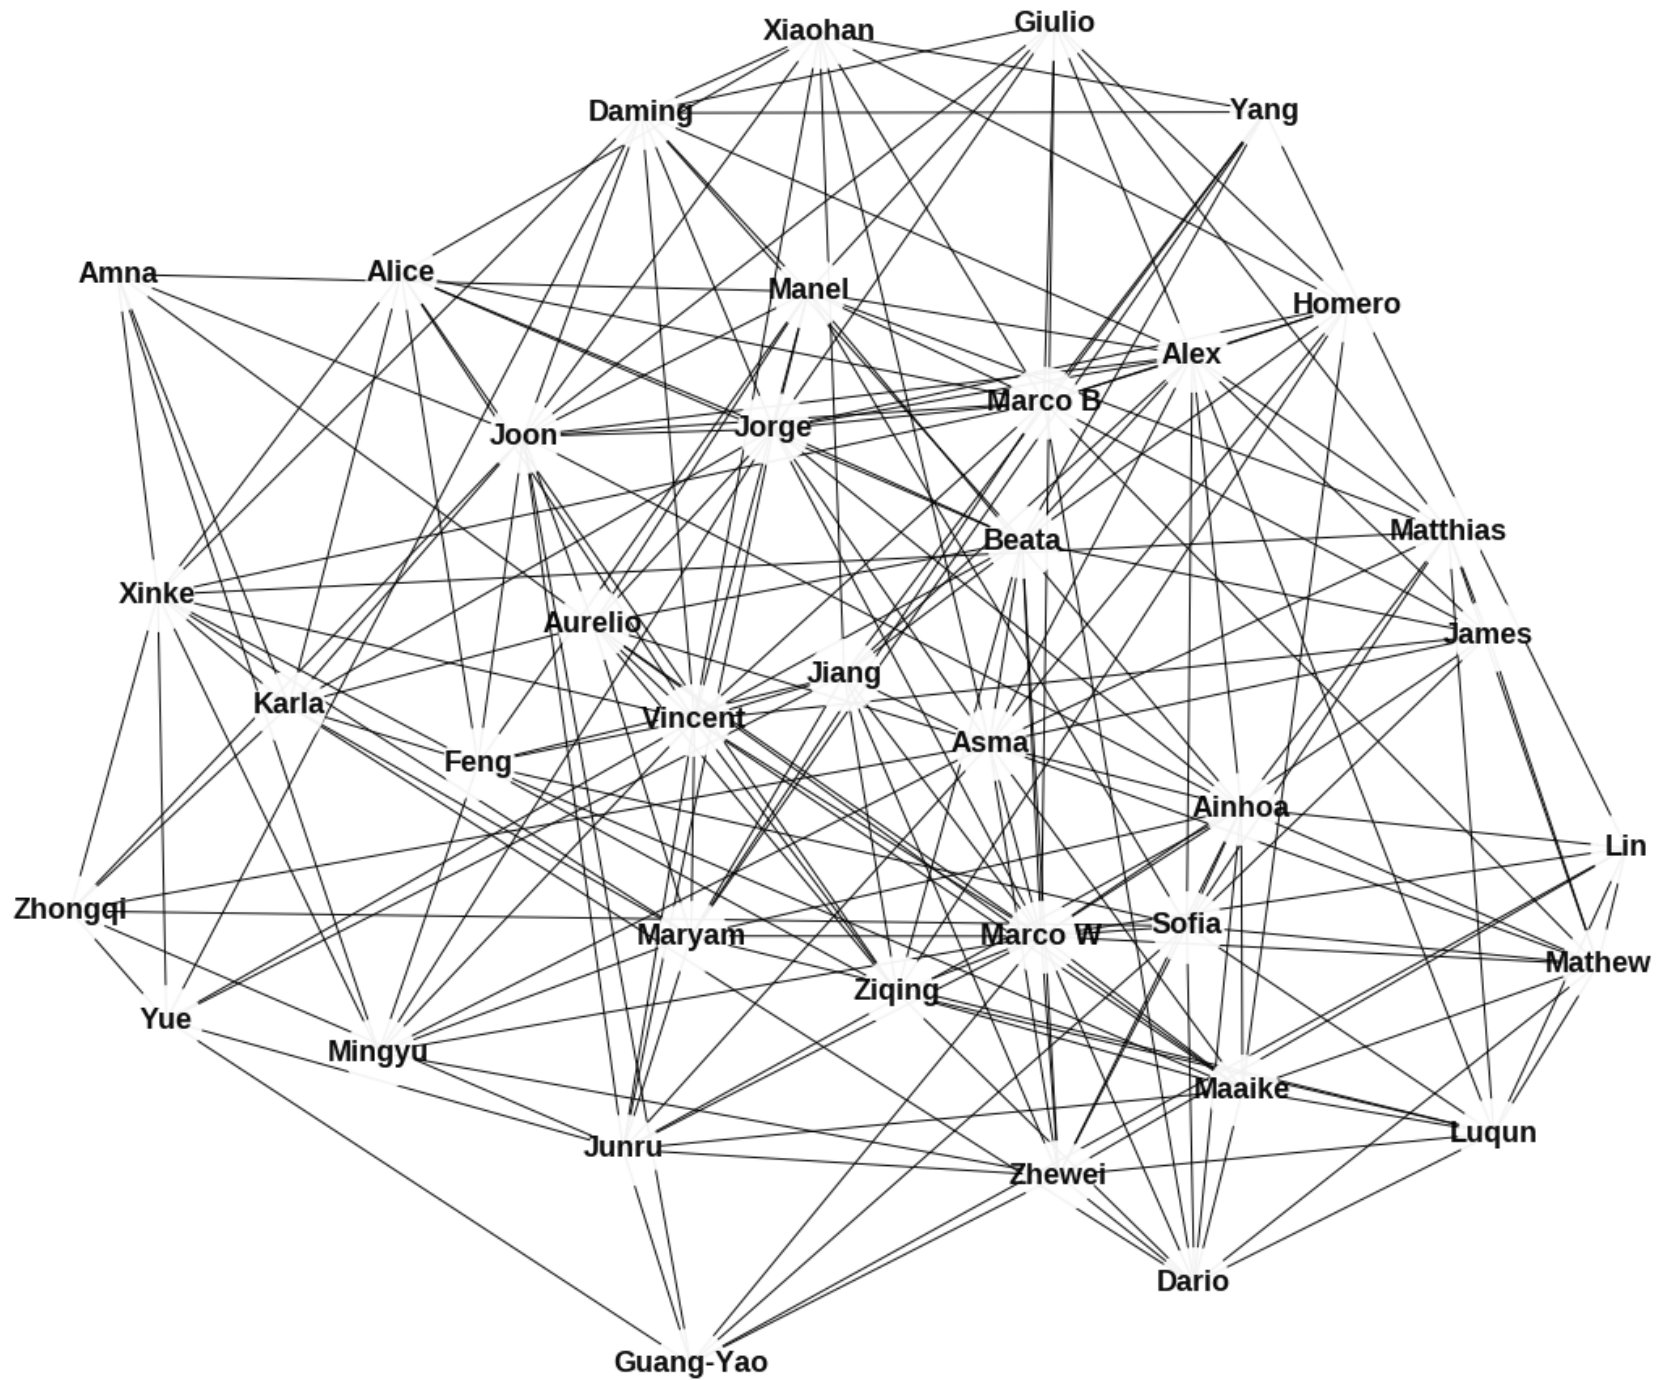 Xiaohan
Giulio
Daming
Yang
Amna
Alice
Manel
Homero
Alex
Marco B
Joon
Jorge
Matthias
Beata
Xinke
Aurelio
James
Jiang
Karla
Vincent
Feng
Asma
Ainhoa
Lin
Zhongqi
Maryam
Marco W
Sofia
Mathew
Ziqing
Yue
Mingyu
Maaike
Junru
Luqun
Zhewei
Dario
Guang-Yao